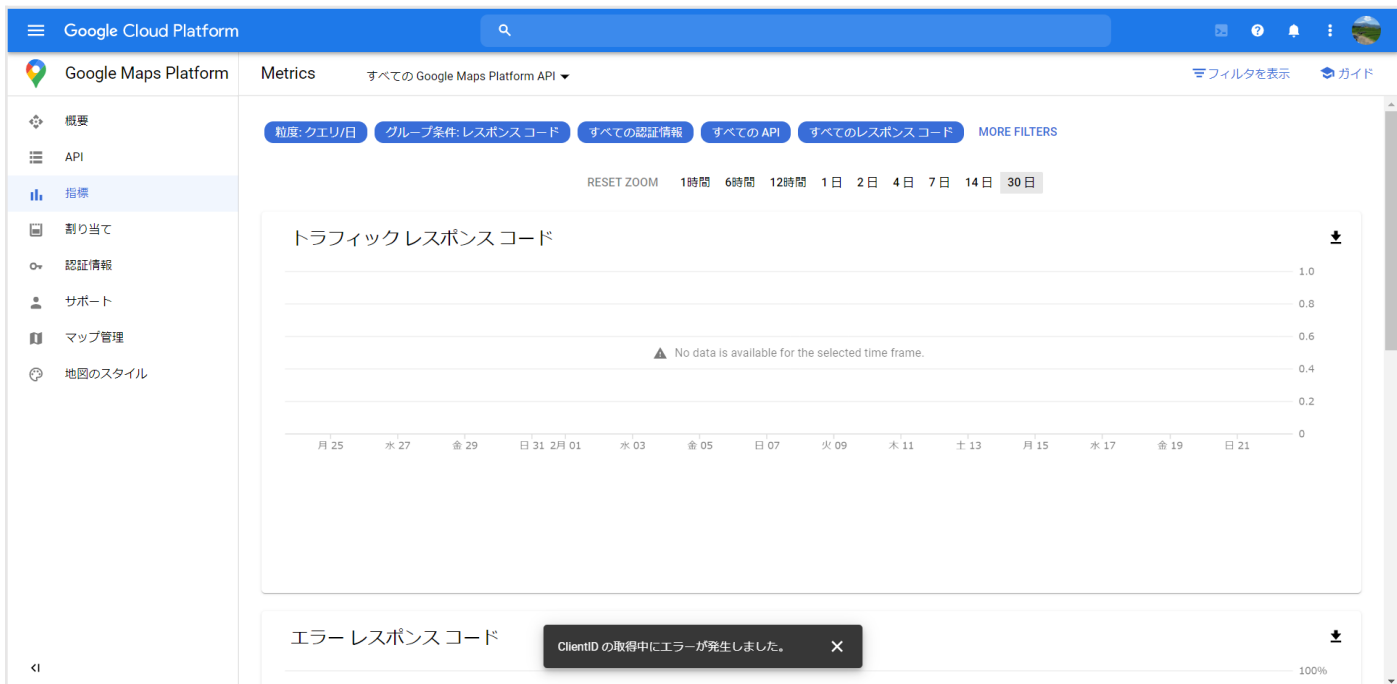 Google Cloud Platform
Google Maps Platform
Metrics
すべての Google Maps Platform API
フィルタを表示
ガイド
概要
API
指標
割り当て
認証情報
サポート
マップ管理
地図のスタイル
粒度: クエリ/日 グループ条件: レスポンス コード すべての認証情報 すべての API すべてのレスポンス コード MORE FILTERS
RESET ZOOM 1時間 6時間 12時間 1日 2日 4日 7日 14日 30日
トラフィック レスポンス コード
1.0
0.8
0.6
No data is available for the selected time frame.
0.4
0.2
0
月 25 水 27 金 29 日 31 2月 01 水 03 金 05 日 07 火 09 木 11 土 13 月 15 水 17 金 19 日 21
エラー レスポンス コード
ClientID の取得中にエラーが発生しました。
100%